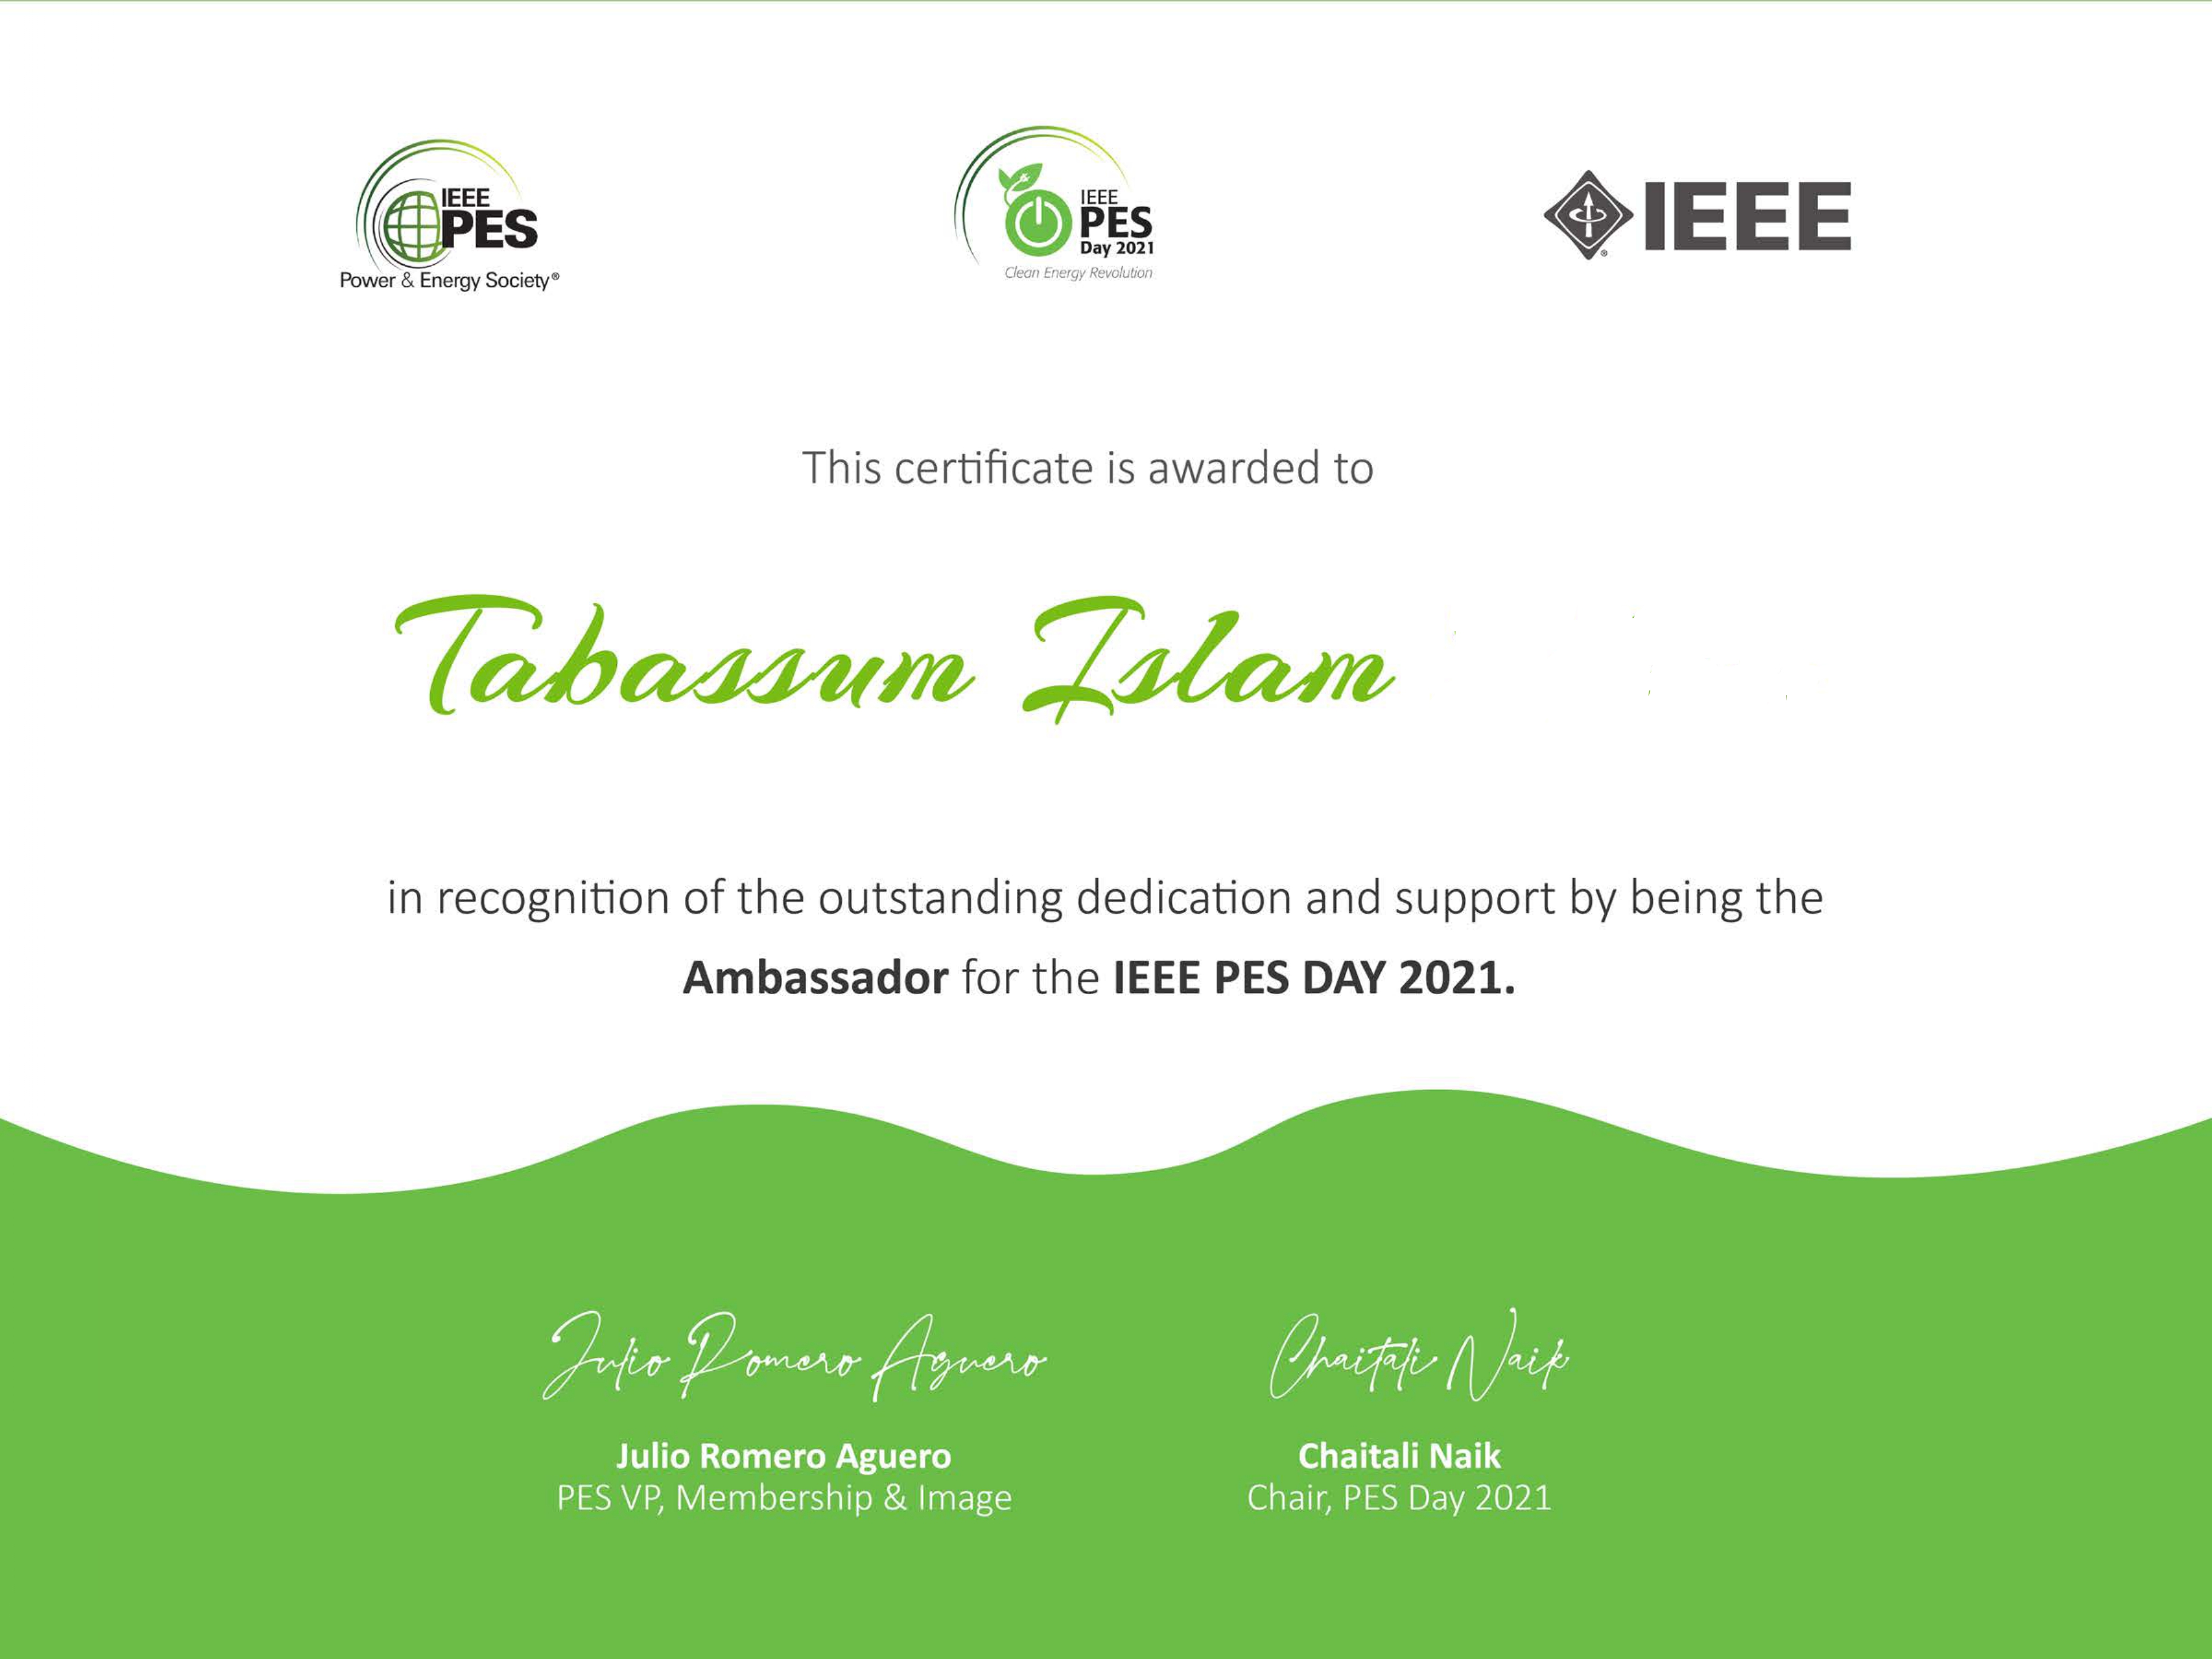 IEEE
PES
Power & Energy Society®
IEEE
PES
Day 2021
Clean Energy Revolution
IEEE
This certificate is awarded to
Tabassum Islam
in recognition of the outstanding dedication and support by being the
Ambassador for the IEEE PES DAY 2021.
Julio Romero Aguero
Chaitali Naik
Julio Romero Aguero
PES VP, Membership & Image
Chaitali Naik
Chair, PES Day 2021